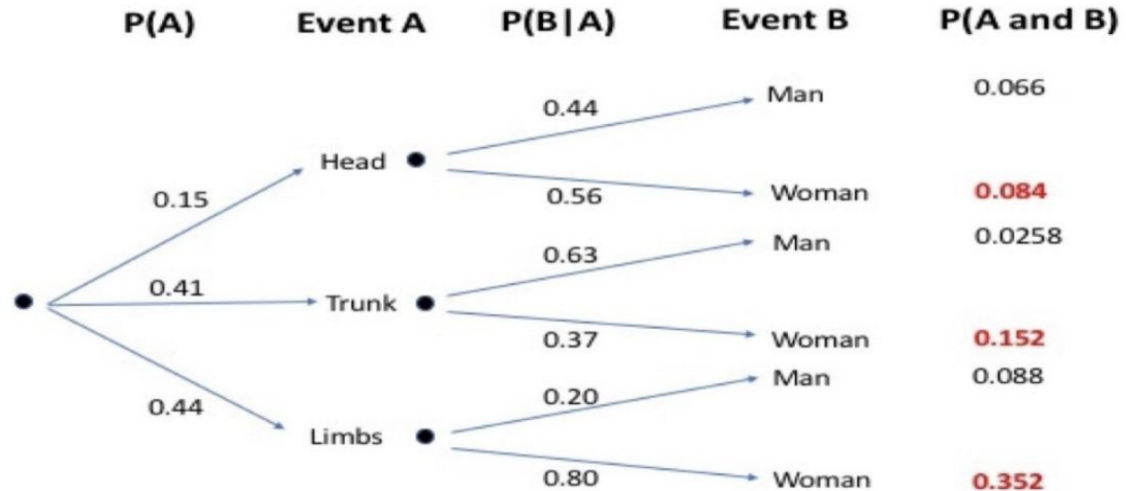 P(A) Event A P(B|A) Event B P(A and B)
0.44 Man 0.066
Head
0.15 0.56 Woman 0.084
0.63 Man 0.0258
0.41 Trunk
0.37 Woman 0.152
0.20 Man 0.088
0.44
Limbs
0.80 Woman 0.352